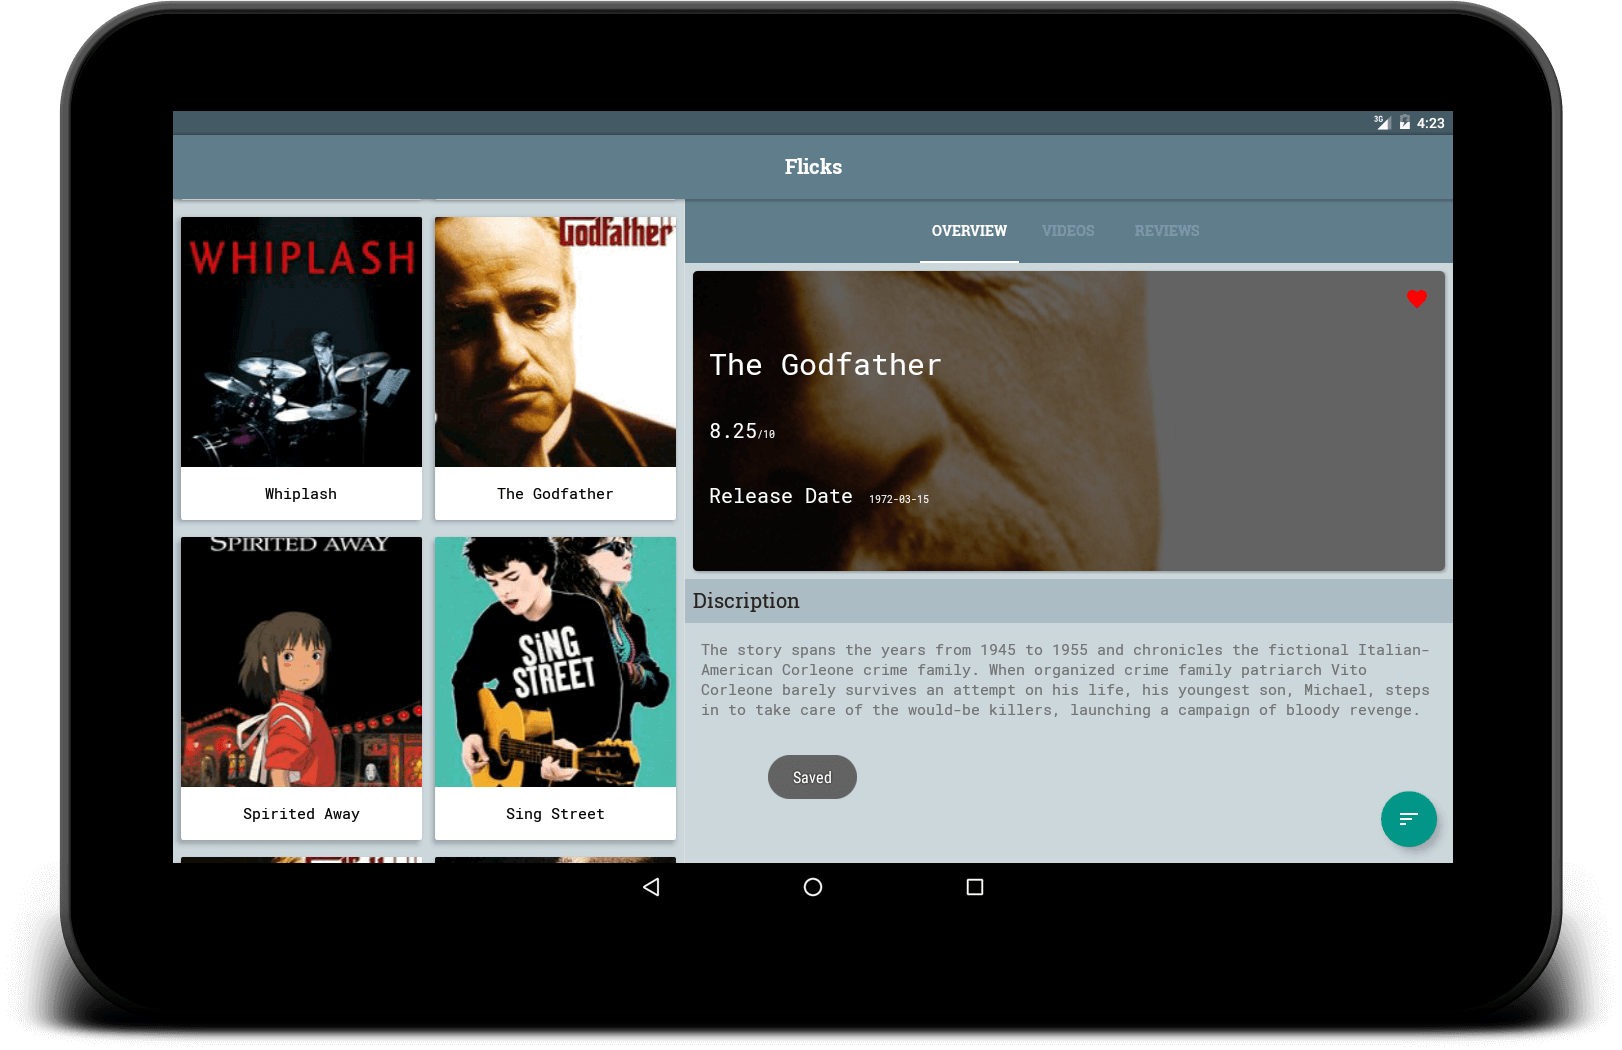 3G 4:23
Flicks
WHIPLASH
Whiplash
Godfather
The Godfather
SPIRITED AWAY
Spirited Away
SiNG
STREET
Sing Street
OVERVIEW VIDEOS REVIEWS
The Godfather
8.25/10
Release Date 1972-03-15
Discription
The story spans the years from 1945 to 1955 and chronicles the fictional Italian-
American Corleone crime family. When organized crime family patriarch Vito
Corleone barely survives an attempt on his life, his youngest son, Michael, steps
in to take care of the would-be killers, launching a campaign of bloody revenge.
Saved